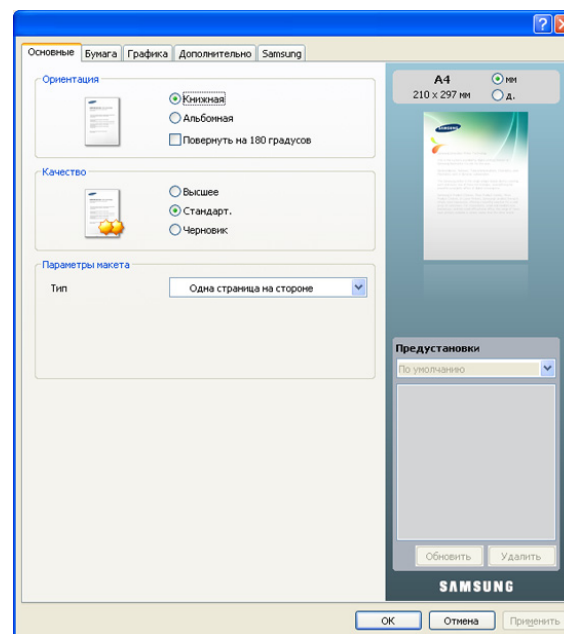 Основные Бумага Графика Дополнительно Samsung
Ориентация
Книжная
Альбомная
Повернуть на 180 градусов
Качество
Высшее
Стандарт.
Черновик
Параметры макета
Тип Одна страница на стороне
A4
210 x 297 мм
мм
д.
SAMSUNG
Предустановки
По умолчанию
Обновить Удалить
SAMSUNG
OK Отмена Применить